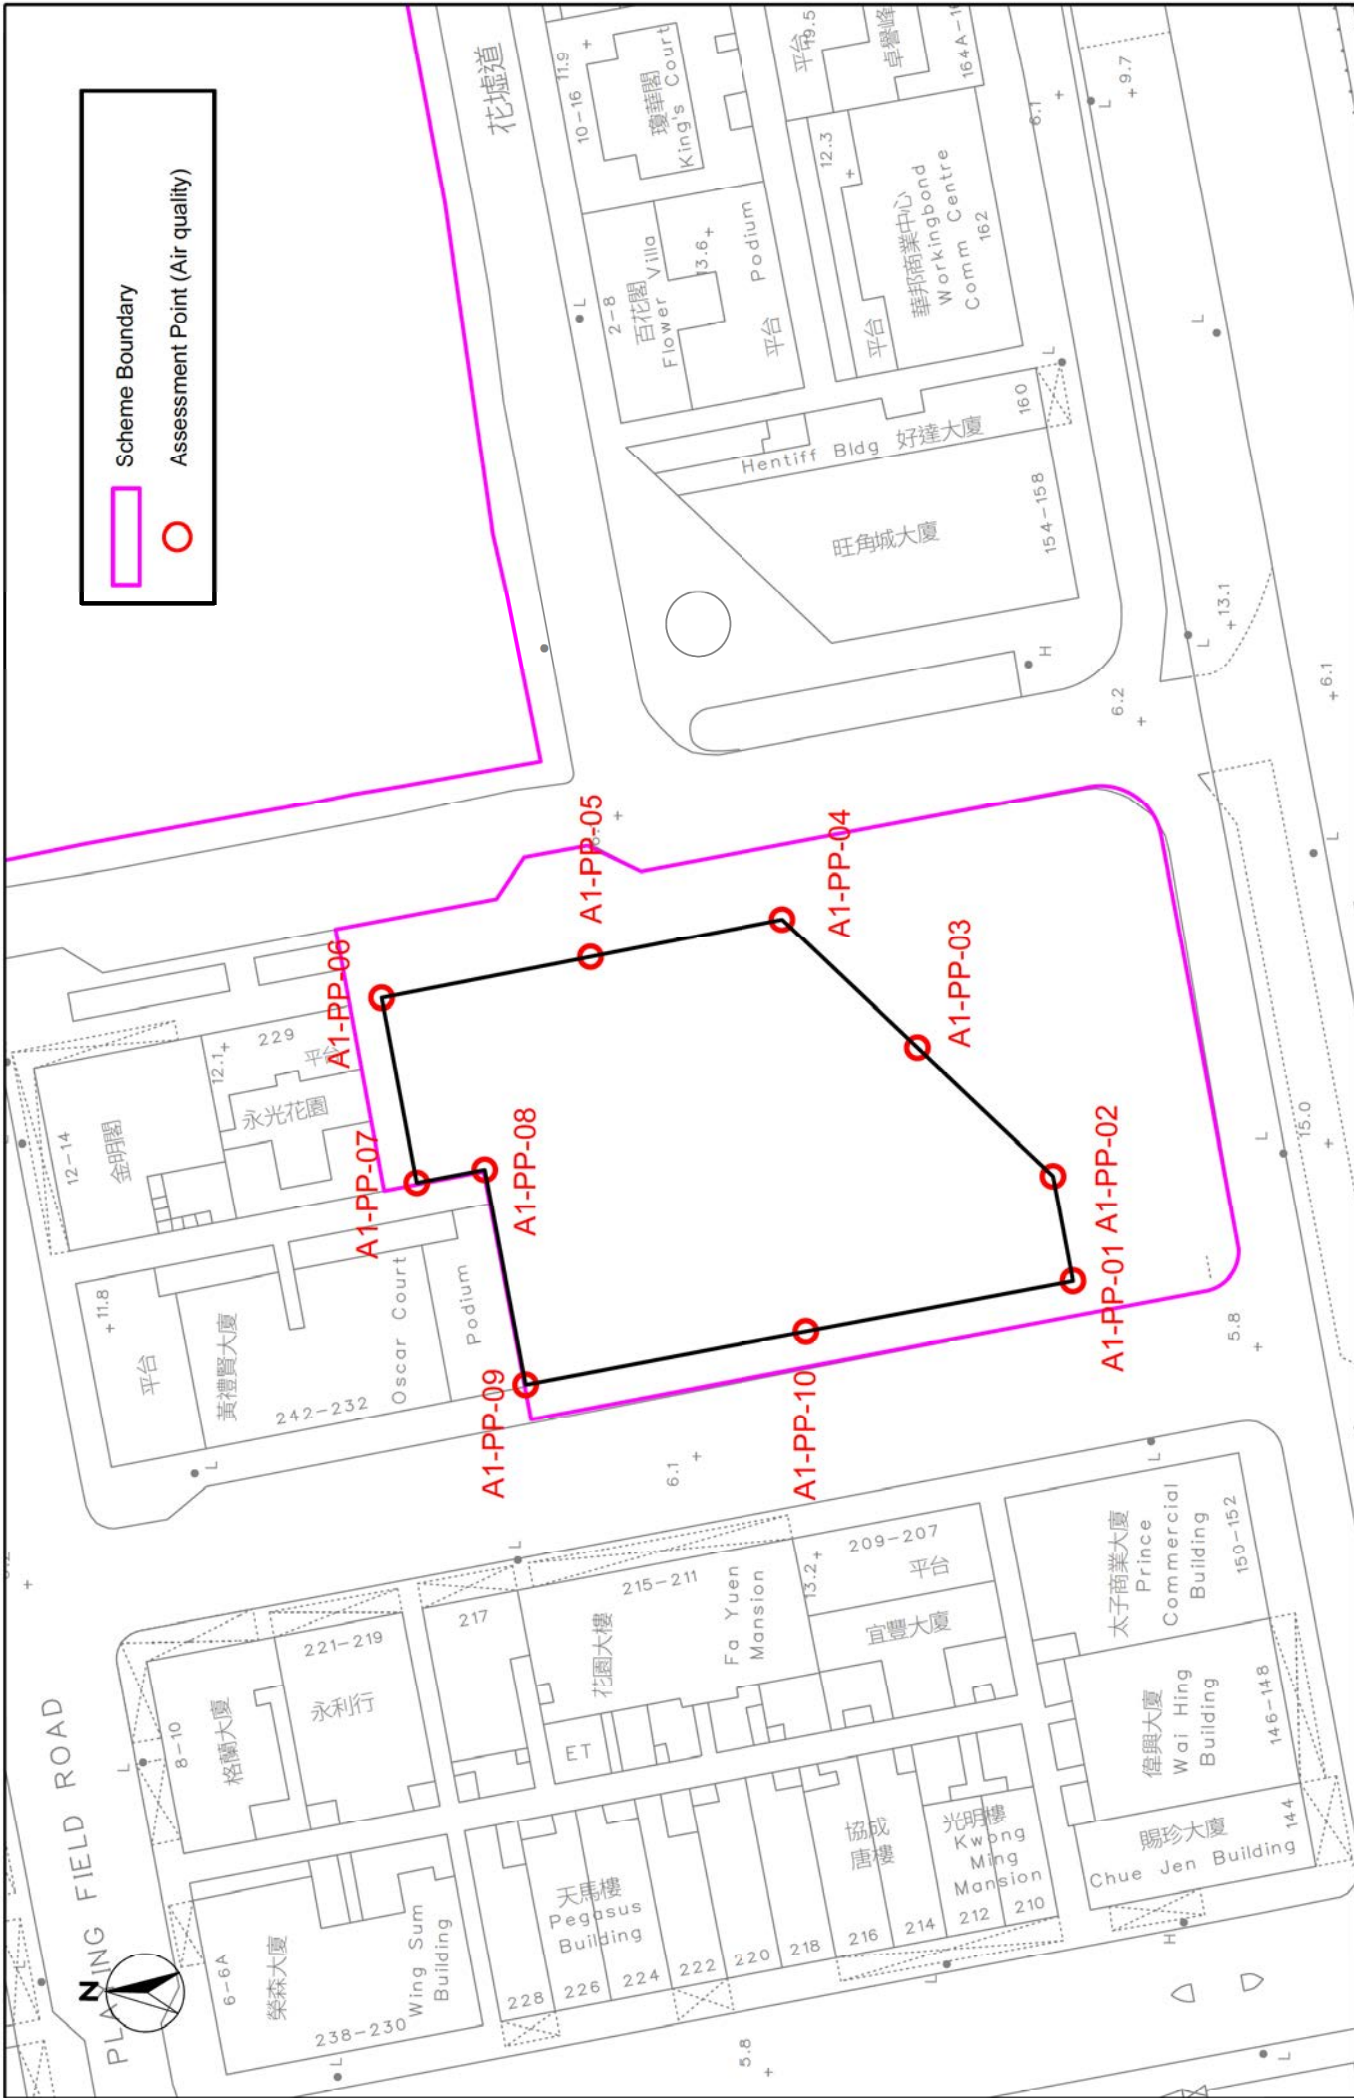 Scheme Boundary
Assessment Point (Air quality)
花墟道
11.9
10-16
瓊華閣
King's Court
平台
19.5
卓譽峰
164A-1
2-8
百花閣
Flower Villa
13.6
Podium
平台
12.3
平台
華邦商業中心
Workingbond
Comm Centre
162
6.1
L
9.7
L
L
L
Hentiff Bldg 好達大廈
160
旺角城大廈
154-158
H
6.2
L
13.1
6.1
A1-PP-05
A1-PP-04
A1-PP-03
A1-PP-06
A1-PP-07
A1-PP-08
A1-PP-02
A1-PP-01
A1-PP-09
A1-PP-10
12-14
金明閣
12.1
229
平台
永光花園
11.8
平台
黃禮賢大廈
242-232
Oscar Court
Podium
L
6.1
L
15.0
L
5.8
L
PLAYING FIELD ROAD
N
L
8-10
格蘭大廈
221-219
永利行
217
L
215-211
花園大樓
Fa Yuen
Mansion
ET
13.2
209-207
平台
宜豐大廈
太子商業大廈
Prince
Commercial
Building
150-152
L
偉興大廈
Wai Hing
Building
146-148
賜珍大廈
Chue Jen Building
144
6-6A
榮森大廈
Wing Sum
Building
238-230
L
天馬樓
Pegasus
Building
228
226
224
222
220
218
216
214
212
210
協成
唐樓
光明樓
Kwong
Ming
Mansion
L
H
5.8
L